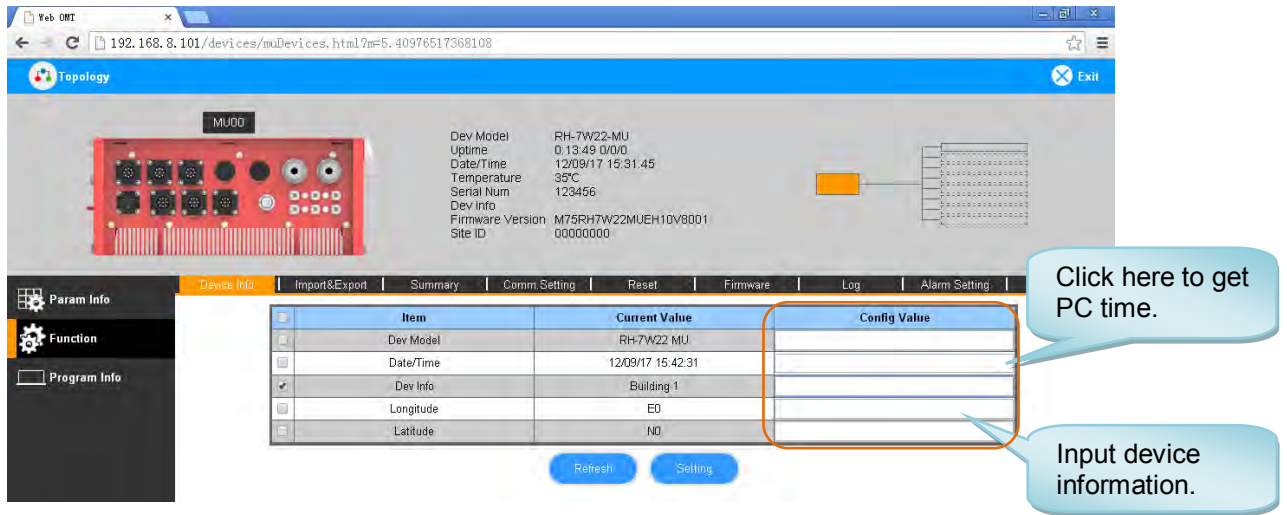 Web OMT
192.168.8.101/devices/muDevices.html?m=5.40976517368108
Topology
Exit
MU00
Dev Model RH-7W22-MU
Uptime 0:13:49 0/0/0
Date/Time 12/09/17 15:31:45
Temperature 35℃
Serial Num 123456
Dev Info
Firmware Version M75RH7W22MUEH10V8001
Site ID 00000000
Param Info
Function
Program Info
Device Info Import&Export Summary Comm.Setting Reset Firmware Log Alarm Setting
Item Current Value Config Value
Dev Model RH-7W22 MU
Date/Time 12/09/17 15:42:31
Dev Info Building 1
Longitude E0
Latitude N0
Refresh Setting
Click here to get
PC time.
Input device
information.